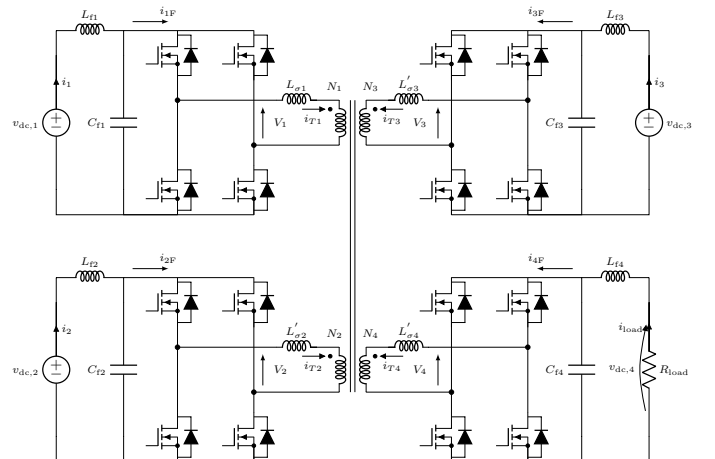 L_f1 i_1F i_3F L_f3
i_1 L_σ1 N_1 N_3 L'_σ3 i_3
v_dc,1 C_f1 V_1 i_T1 i_T3 V_3 C_f3 v_dc,3
L_f2 i_2F i_4F L_f4
i_2 L'_σ2 N_2 N_4 L'_σ4 i_load
v_dc,2 C_f2 V_2 i_T2 i_T4 V_4 C_f4 v_dc,4 R_load